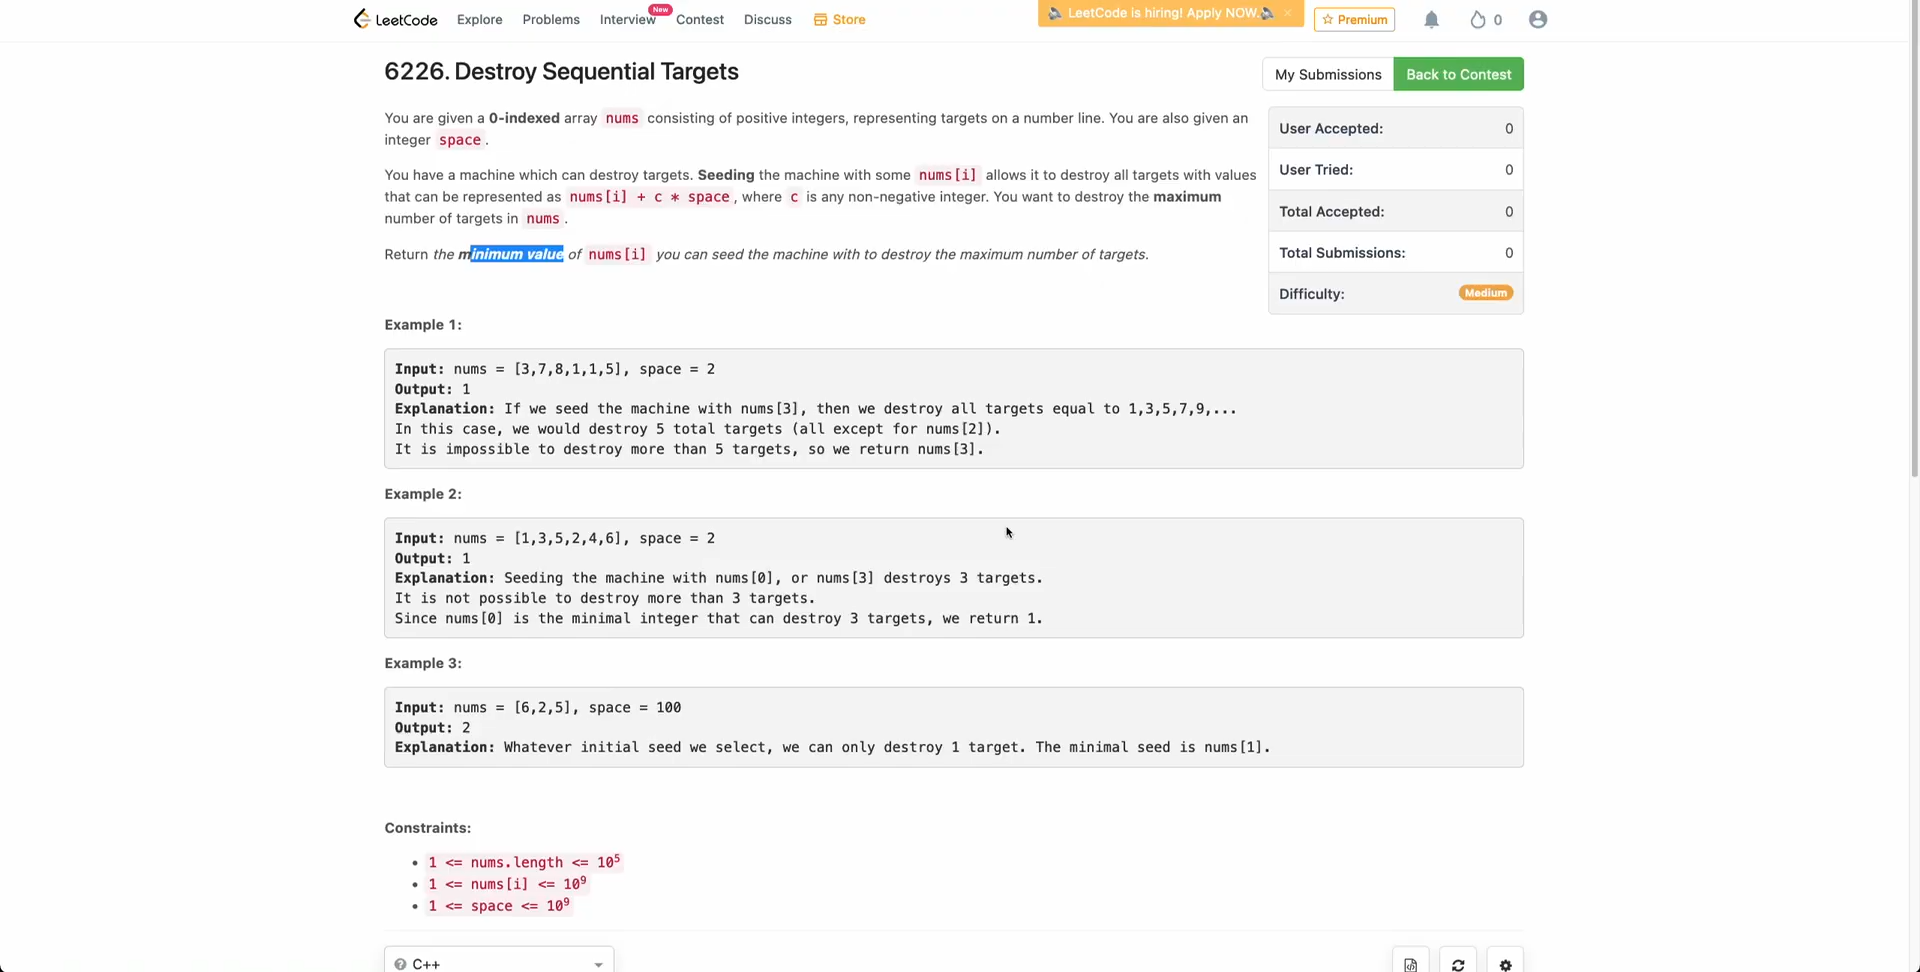 LeetCode Explore Problems Interview New Contest Discuss Store LeetCode is hiring! Apply NOW. × Premium 0
6226. Destroy Sequential Targets
My Submissions Back to Contest
You are given a 0-indexed array nums consisting of positive integers, representing targets on a number line. You are also given an
integer space.
You have a machine which can destroy targets. Seeding the machine with some nums[i] allows it to destroy all targets with values
that can be represented as nums[i] + c * space, where c is any non-negative integer. You want to destroy the maximum
number of targets in nums.
Return the minimum value of nums[i] you can seed the machine with to destroy the maximum number of targets.
User Accepted: 0
User Tried: 0
Total Accepted: 0
Total Submissions: 0
Difficulty: Medium
Example 1:
Input: nums = [3,7,8,1,1,5], space = 2
Output: 1
Explanation: If we seed the machine with nums[3], then we destroy all targets equal to 1,3,5,7,9,...
In this case, we would destroy 5 total targets (all except for nums[2]).
It is impossible to destroy more than 5 targets, so we return nums[3].
Example 2:
Input: nums = [1,3,5,2,4,6], space = 2
Output: 1
Explanation: Seeding the machine with nums[0], or nums[3] destroys 3 targets.
It is not possible to destroy more than 3 targets.
Since nums[0] is the minimal integer that can destroy 3 targets, we return 1.
Example 3:
Input: nums = [6,2,5], space = 100
Output: 2
Explanation: Whatever initial seed we select, we can only destroy 1 target. The minimal seed is nums[1].
Constraints:
• 1 <= nums.length <= 10⁵
• 1 <= nums[i] <= 10⁹
• 1 <= space <= 10⁹
C++